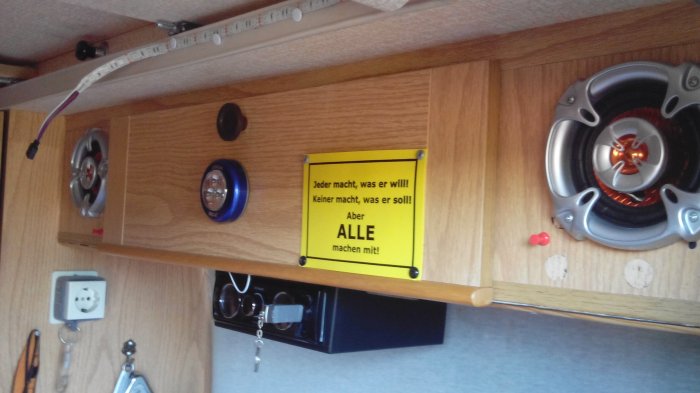 Jeder macht, was er will!
Keiner macht, was er soll!
Aber
ALLE
machen mit!